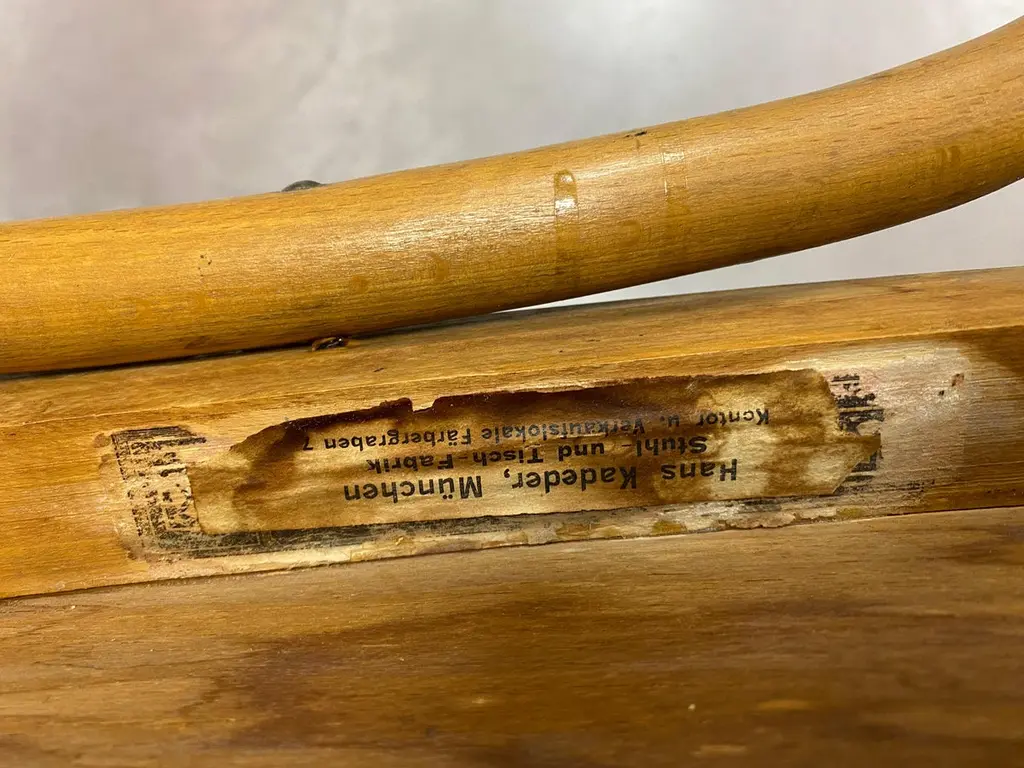 Hans Kadeder, München
Stuhl- und Tisch-Fabrik
Kontor u. Verkaufslokale Färbergraben 7